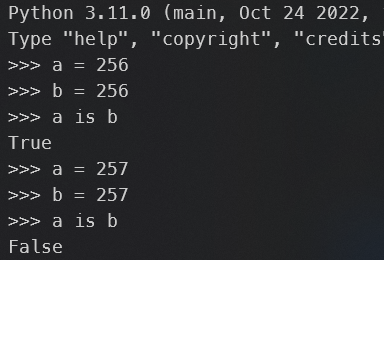 Python 3.11.0 (main, Oct 24 2022,
Type "help", "copyright", "credits"
>>> a = 256
>>> b = 256
>>> a is b
True
>>> a = 257
>>> b = 257
>>> a is b
False